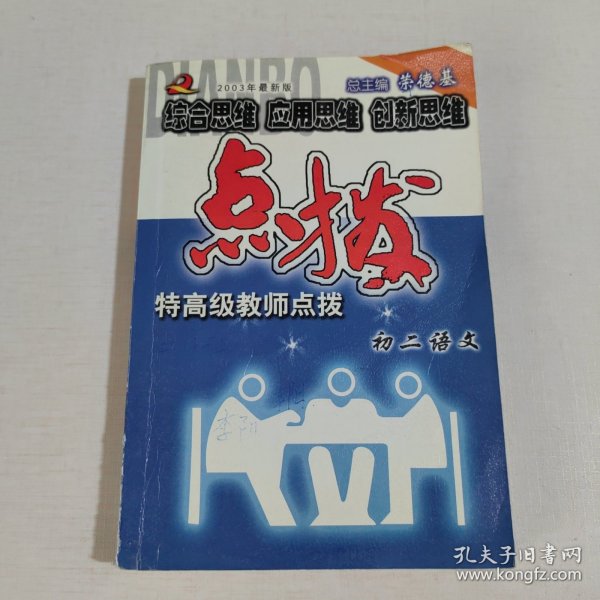 DIANBO
2003年最新版
总主编 荣德基
综合思维 应用思维 创新思维
点拨
特高级教师点拨
初二语文
李阳
孔夫子旧书网
www.kongfz.com